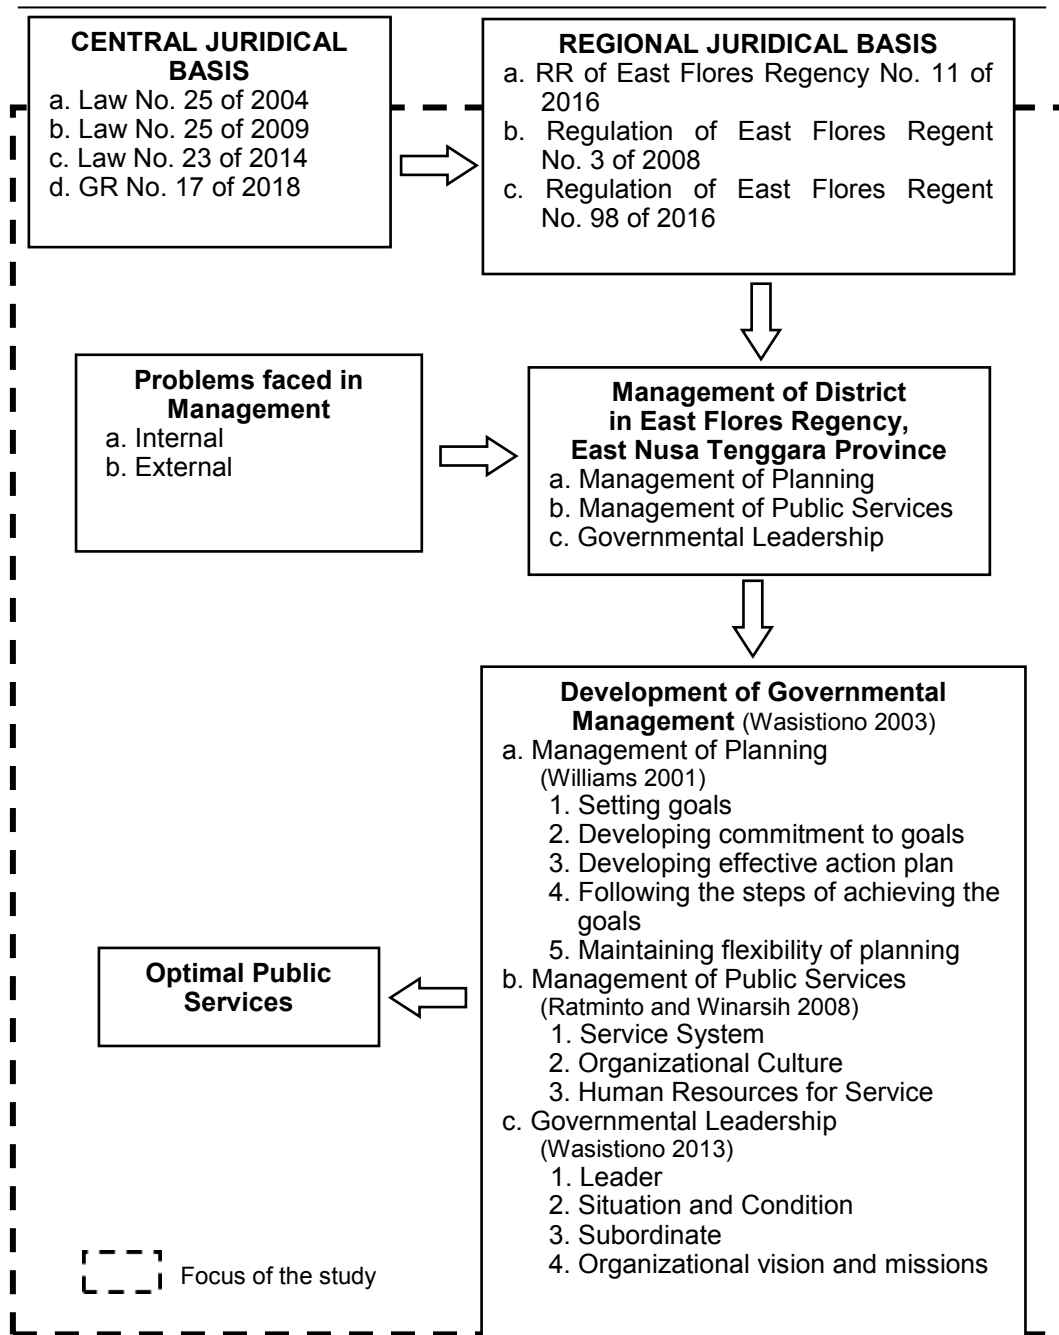 CENTRAL JURIDICAL
BASIS
a. Law No. 25 of 2004
b. Law No. 25 of 2009
c. Law No. 23 of 2014
d. GR No. 17 of 2018
REGIONAL JURIDICAL BASIS
a. RR of East Flores Regency No. 11 of
2016
b. Regulation of East Flores Regent
No. 3 of 2008
c. Regulation of East Flores Regent
No. 98 of 2016
Problems faced in
Management
a. Internal
b. External
Management of District
in East Flores Regency,
East Nusa Tenggara Province
a. Management of Planning
b. Management of Public Services
c. Governmental Leadership
Development of Governmental
Management (Wasistiono 2003)
a. Management of Planning
(Williams 2001)
1. Setting goals
2. Developing commitment to goals
3. Developing effective action plan
4. Following the steps of achieving the
goals
5. Maintaining flexibility of planning
b. Management of Public Services
(Ratminto and Winarsih 2008)
1. Service System
2. Organizational Culture
3. Human Resources for Service
c. Governmental Leadership
(Wasistiono 2013)
1. Leader
2. Situation and Condition
3. Subordinate
4. Organizational vision and missions
Optimal Public
Services
Focus of the study